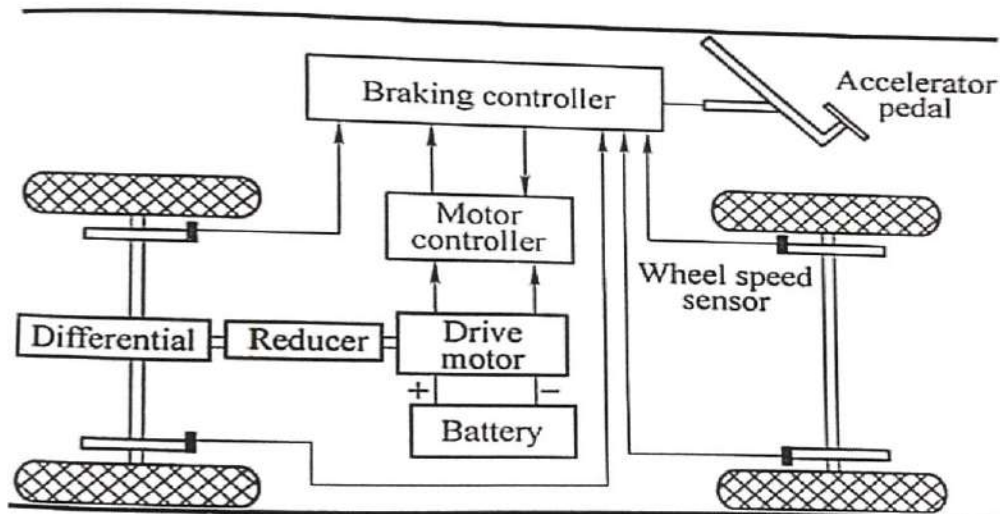 Braking controller
Accelerator
pedal
Motor
controller
Wheel speed
sensor
Differential
Reducer
Drive
motor
+ −
Battery